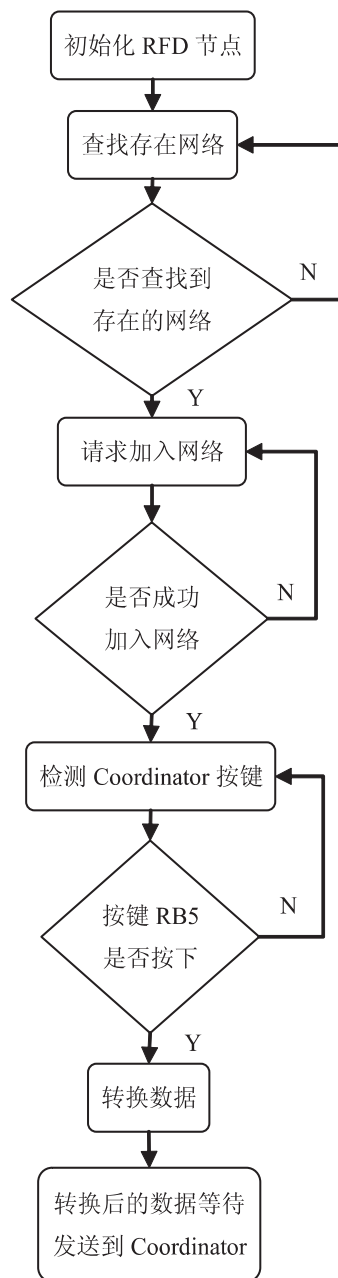 初始化 RFD 节点
查找存在网络
是否查找到
存在的网络
N
Y
请求加入网络
是否成功
加入网络
N
Y
检测 Coordinator 按键
按键 RB5
是否按下
N
Y
转换数据
转换后的数据等待
发送到 Coordinator